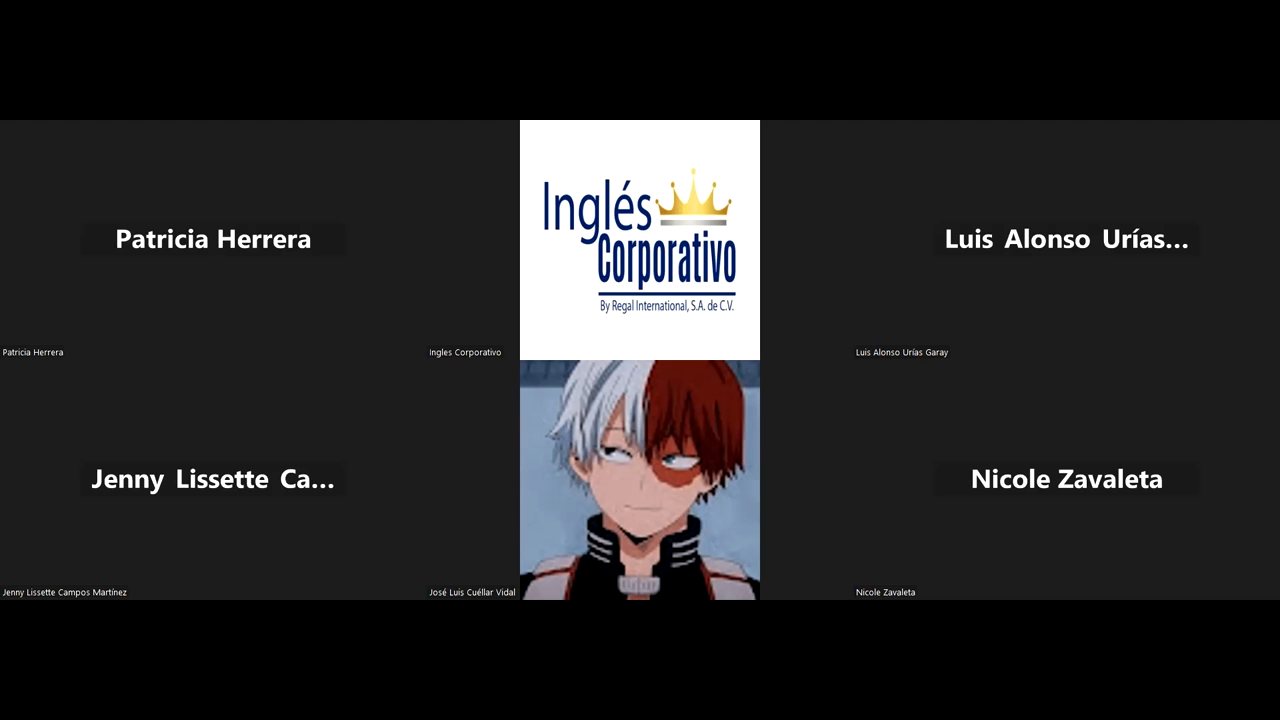 Patricia Herrera
Inglés
Corporativo
By Regal International, S.A. de C.V.
Luis Alonso Urías...
Patricia Herrera
Ingles Corporativo
Luis Alonso Urías Garay
Jenny Lissette Ca...
Nicole Zavaleta
Jenny Lissette Campos Martínez
José Luis Cuéllar Vidal
Nicole Zavaleta